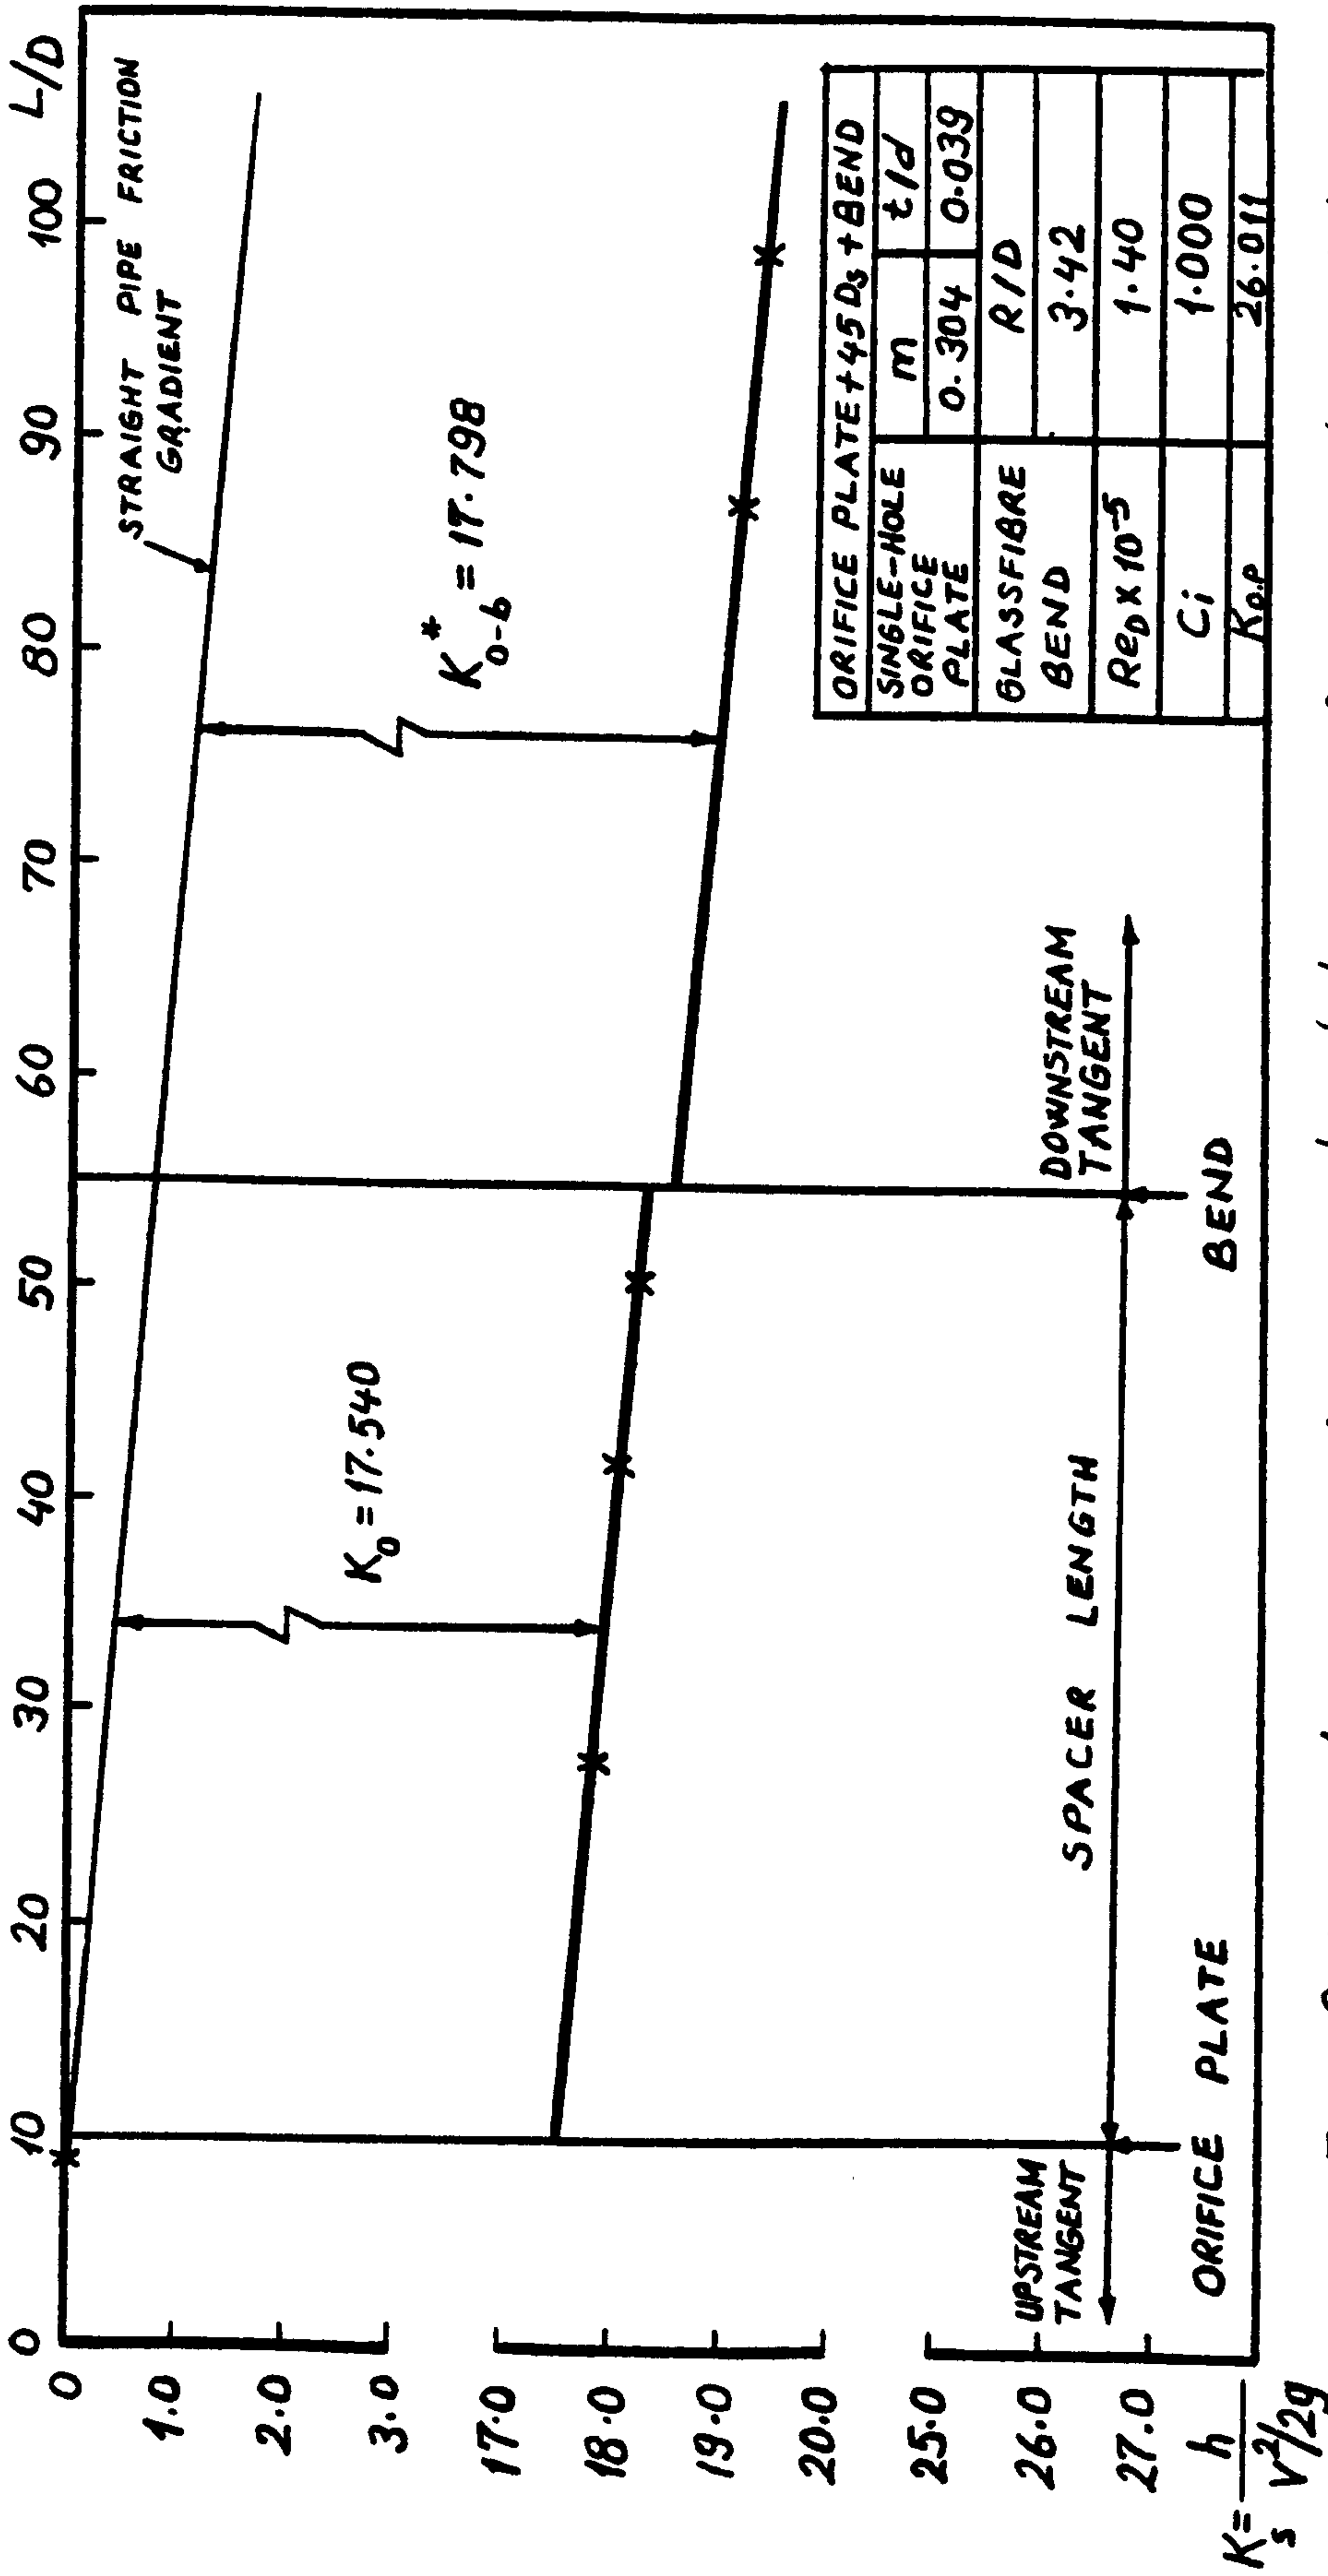 0 10 20 30 40 50 60 70 80 90 100 L/D
0
1.0
2.0
3.0
17.0
18.0
19.0
20.0
25.0
26.0
27.0
Ks = h / V²/2g
STRAIGHT PIPE FRICTION
GRADIENT
K0 = 17.540
K*0-b = 17.798
UPSTREAM
TANGENT
SPACER LENGTH
DOWNSTREAM
TANGENT
ORIFICE PLATE
BEND
ORIFICE PLATE + 45 Ds + BEND
SINGLE-HOLE
ORIFICE
PLATE
m t/d
0.304 0.039
GLASSFIBRE
BEND
R/D
3.42
ReD x 10⁻⁵ 1.40
Ci 1.000
K0.P 26.011